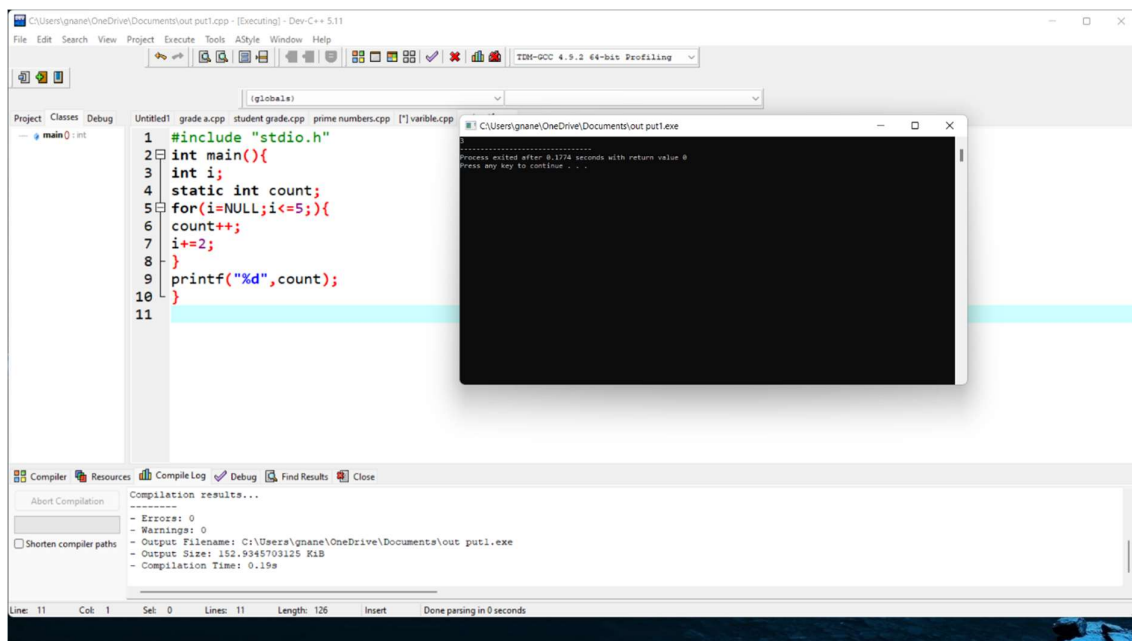 C:\Users\gnane\OneDrive\Documents\out put1.cpp - [Executing] - Dev-C++ 5.11
File Edit Search View Project Execute Tools AStyle Window Help
TDM-GCC 4.9.2 64-bit Profiling
(globals)
Project Classes Debug
Untitled1 grade a.cpp student grade.cpp prime numbers.cpp [*] varible.cpp
main () : int
1 #include "stdio.h"
2 int main(){
3 int i;
4 static int count;
5 for(i=NULL;i<=5;){
6 count++;
7 i+=2;
8 }
9 printf("%d",count);
10 }
11
C:\Users\gnane\OneDrive\Documents\out put1.exe
3
--------------------------------
Process exited after 0.1774 seconds with return value 0
Press any key to continue . . .
Compiler Resources Compile Log Debug Find Results Close
Abort Compilation
Shorten compiler paths
Compilation results...
--------
- Errors: 0
- Warnings: 0
- Output Filename: C:\Users\gnane\OneDrive\Documents\out put1.exe
- Output Size: 152.9345703125 KiB
- Compilation Time: 0.19s
Line: 11 Col: 1 Sel: 0 Lines: 11 Length: 126 Insert Done parsing in 0 seconds